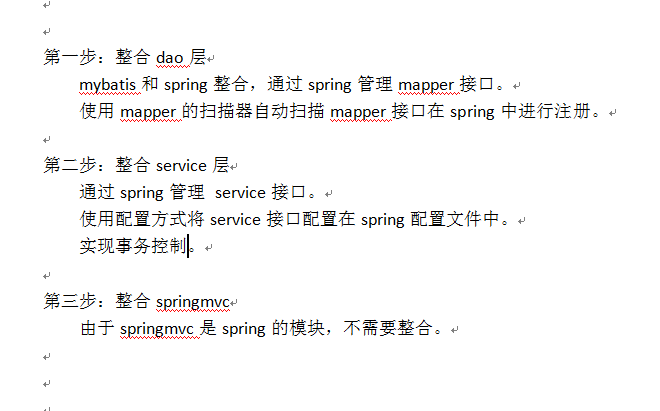 第一步：整合 dao 层
mybatis 和 spring 整合，通过 spring 管理 mapper 接口。
使用 mapper 的扫描器自动扫描 mapper 接口在 spring 中进行注册。
第二步：整合 service 层
通过 spring 管理  service 接口。
使用配置方式将 service 接口配置在 spring 配置文件中。
实现事务控制。
第三步：整合 springmvc
由于 springmvc 是 spring 的模块，不需要整合。